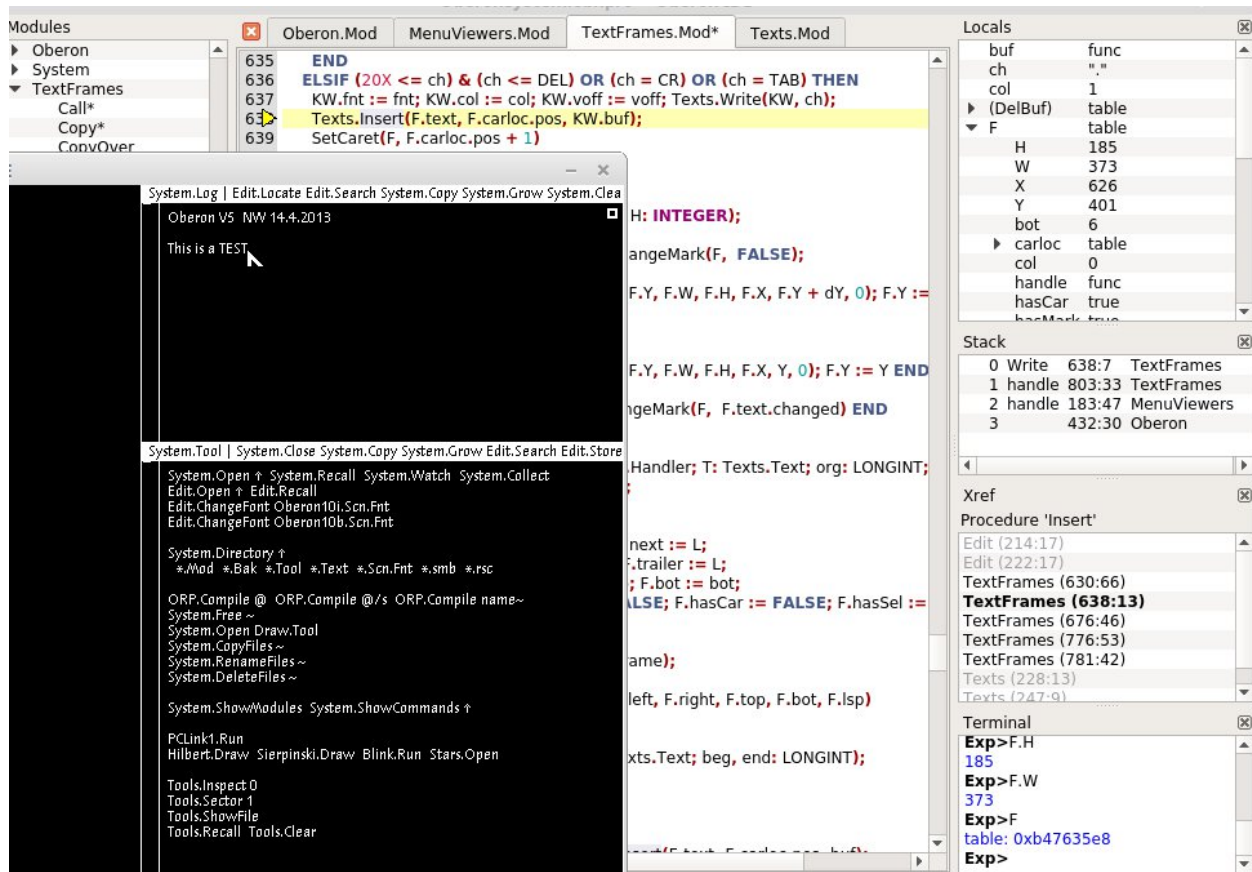 Modules
Oberon
System
TextFrames
Call*
Copy*
CopyOver
Oberon.Mod MenuViewers.Mod TextFrames.Mod* Texts.Mod
635 END
636 ELSIF (20X <= ch) & (ch <= DEL) OR (ch = CR) OR (ch = TAB) THEN
637 KW.fnt := fnt; KW.col := col; KW.voff := voff; Texts.Write(KW, ch);
Texts.Insert(F.text, F.carloc.pos, KW.buf);
639 SetCaret(F, F.carloc.pos + 1)
H: INTEGER);
angeMark(F, FALSE);
F.Y, F.W, F.H, F.X, F.Y + dY, 0); F.Y :=
F.Y, F.W, F.H, F.X, Y, 0); F.Y := Y END
ngeMark(F, F.text.changed) END
.Handler; T: Texts.Text; org: LONGINT;
;
next := L;
F.trailer := L;
; F.bot := bot;
ALSE; F.hasCar := FALSE; F.hasSel :=
ame);
left, F.right, F.top, F.bot, F.lsp)
xts.Text; beg, end: LONGINT);
System.Log | Edit.Locate Edit.Search System.Copy System.Grow System.Clea
Oberon V5 NW 14.4.2013
This is a TEST
System.Tool | System.Close System.Copy System.Grow Edit.Search Edit.Store
System.Open ↑ System.Recall System.Watch System.Collect
Edit.Open ↑ Edit.Recall
Edit.ChangeFont Oberon10i.Scn.Fnt
Edit.ChangeFont Oberon10b.Scn.Fnt
System.Directory ↑
*.Mod *.Bak *.Tool *.Text *.Scn.Fnt *.smb *.rsc
ORP.Compile @ ORP.Compile @/s ORP.Compile name~
System.Free ~
System.Open Draw.Tool
System.CopyFiles ~
System.RenameFiles ~
System.DeleteFiles ~
System.ShowModules System.ShowCommands ↑
PCLink1.Run
Hilbert.Draw Sierpinski.Draw Blink.Run Stars.Open
Tools.Inspect 0
Tools.Sector 1
Tools.ShowFile
Tools.Recall Tools.Clear
Locals
buf func
ch "."
col 1
(DelBuf) table
F table
H 185
W 373
X 626
Y 401
bot 6
carloc table
col 0
handle func
hasCar true
hasMark true
Stack
0 Write 638:7 TextFrames
1 handle 803:33 TextFrames
2 handle 183:47 MenuViewers
3 432:30 Oberon
Xref
Procedure 'Insert'
Edit (214:17)
Edit (222:17)
TextFrames (630:66)
TextFrames (638:13)
TextFrames (676:46)
TextFrames (776:53)
TextFrames (781:42)
Texts (228:13)
Texts (247:9)
Terminal
Exp>F.H
185
Exp>F.W
373
Exp>F
table: 0xb47635e8
Exp>